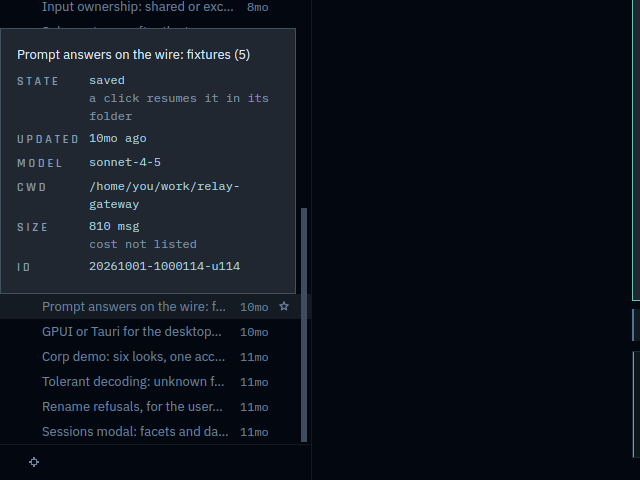 Input ownership: shared or exc... 8mo
Prompt answers on the wire: fixtures (5)
STATE saved
a click resumes it in its
folder
UPDATED 10mo ago
MODEL sonnet-4-5
CWD /home/you/work/relay-
gateway
SIZE 810 msg
cost not listed
ID 20261001-1000114-u114
Prompt answers on the wire: f... 10mo
GPUI or Tauri for the desktop... 10mo
Corp demo: six looks, one acc... 11mo
Tolerant decoding: unknown f... 11mo
Rename refusals, for the user... 11mo
Sessions modal: facets and da... 11mo